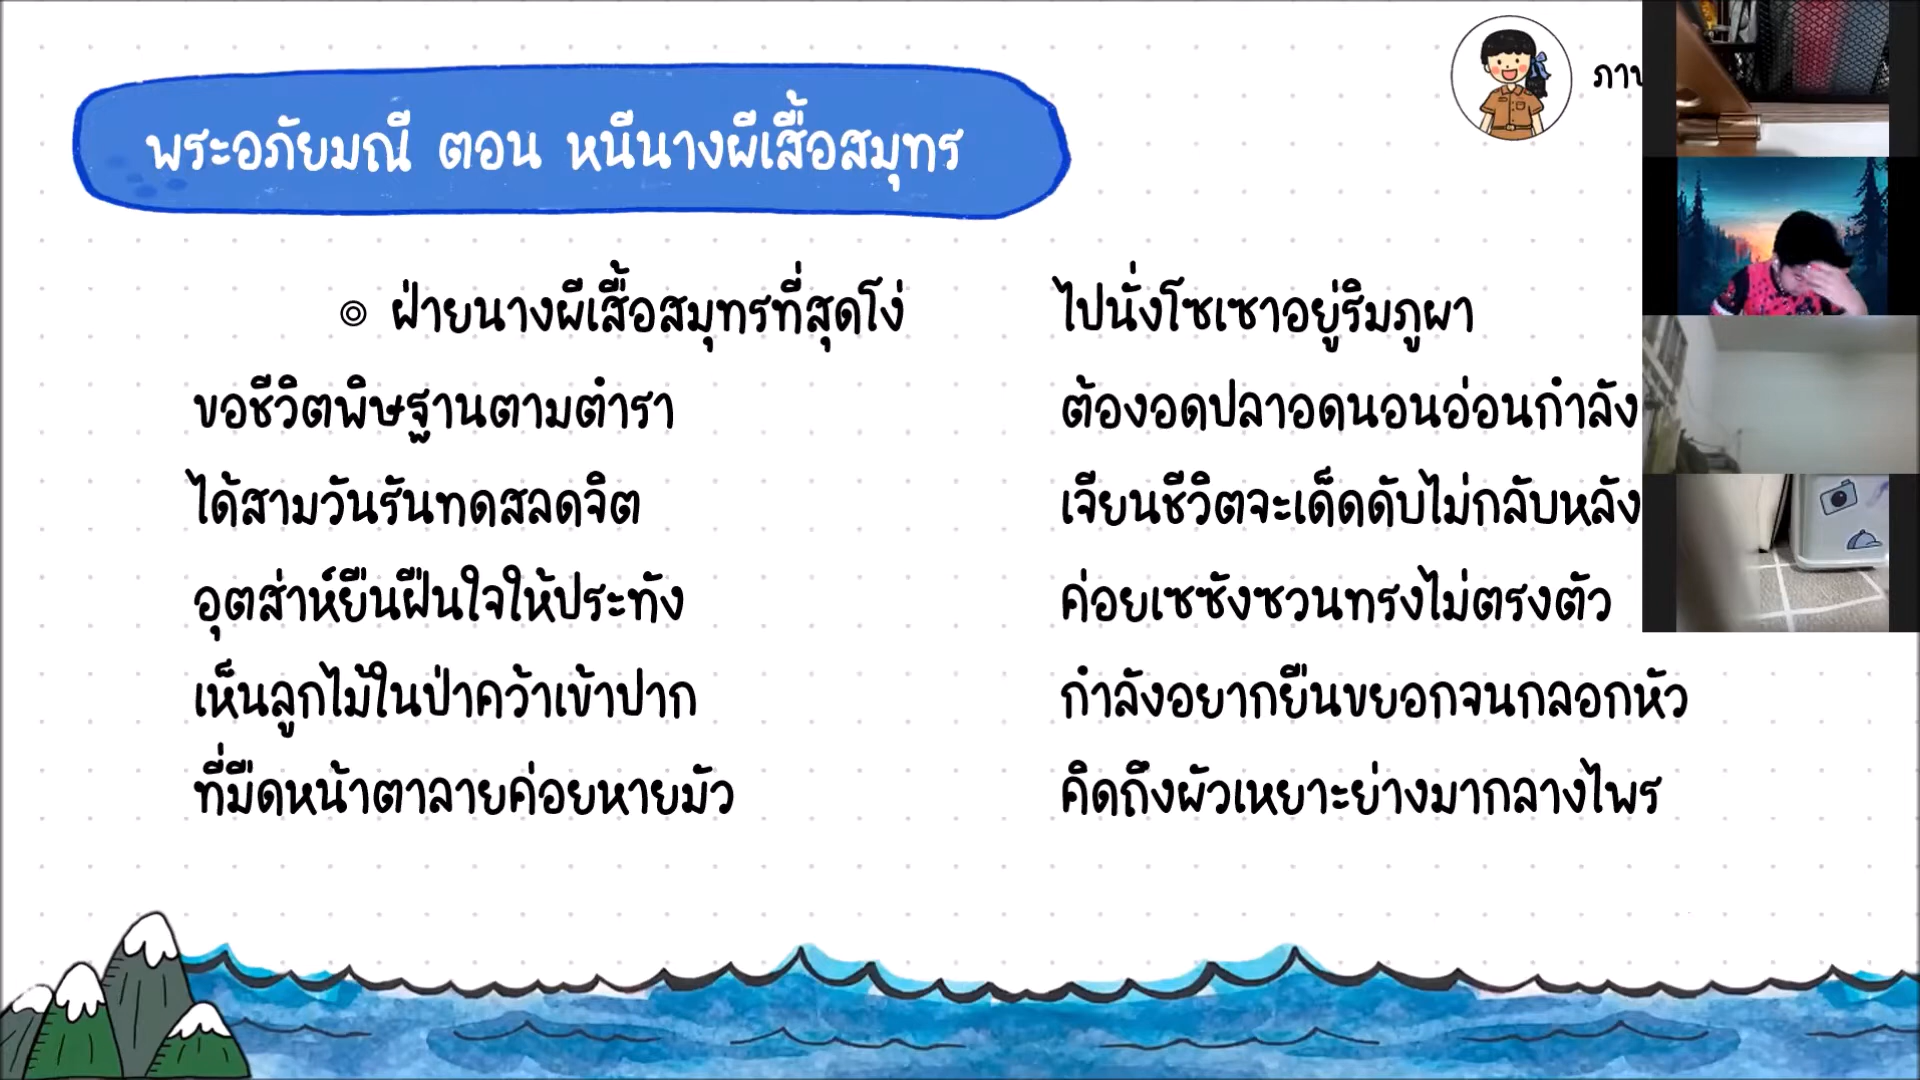 พระอภัยมณี ตอน หนีนางผีเสื้อสมุทร
๏ ฝ่ายนางผีเสื้อสมุทรที่สุดโง่ ไปนั่งโซเซาอยู่ริมภูผา
ขอชีวิตพิษฐานตามตำรา ต้องอดปลาอดนอนอ่อนกำลัง
ได้สามวันรันทดสลดจิต เจียนชีวิตจะเด็ดดับไม่กลับหลัง
อุตส่าห์ยืนฝืนใจให้ประทัง ค่อยเซซังซวนทรงไม่ตรงตัว
เห็นลูกไม้ในป่าคว้าเข้าปาก กำลังอยากยืนขยอกจนกลอกหัว
ที่มืดหน้าตาลายค่อยหายมัว คิดถึงผัวเหยาะย่างมากลางไพร